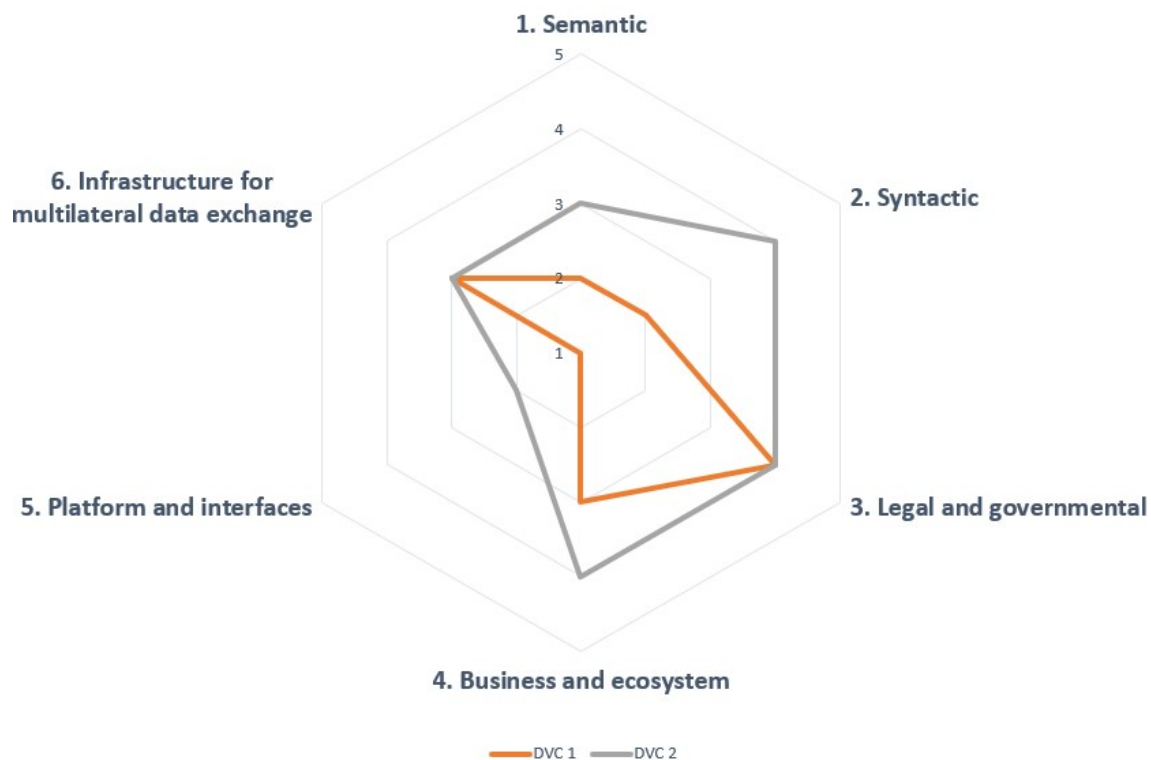 1. Semantic
5
4
3
2
1
2. Syntactic
3. Legal and governmental
4. Business and ecosystem
5. Platform and interfaces
6. Infrastructure for
multilateral data exchange
DVC 1 DVC 2